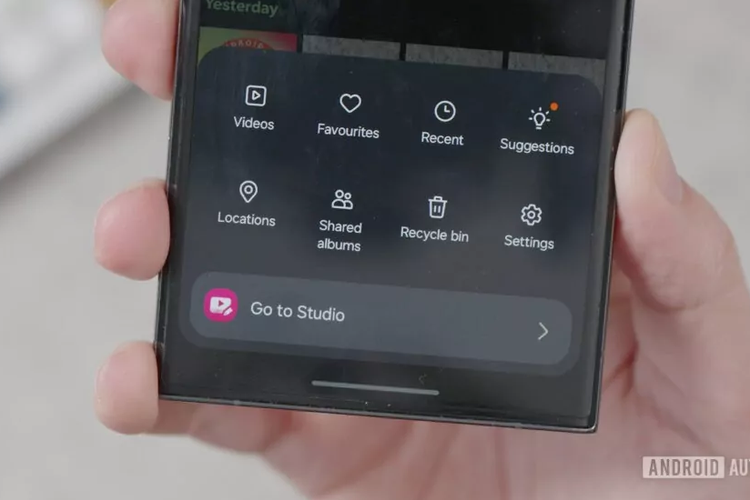 Yesterday
Videos
Favourites
Recent
Suggestions
Locations
Shared
albums
Recycle bin
Settings
Go to Studio
ANDROID AU